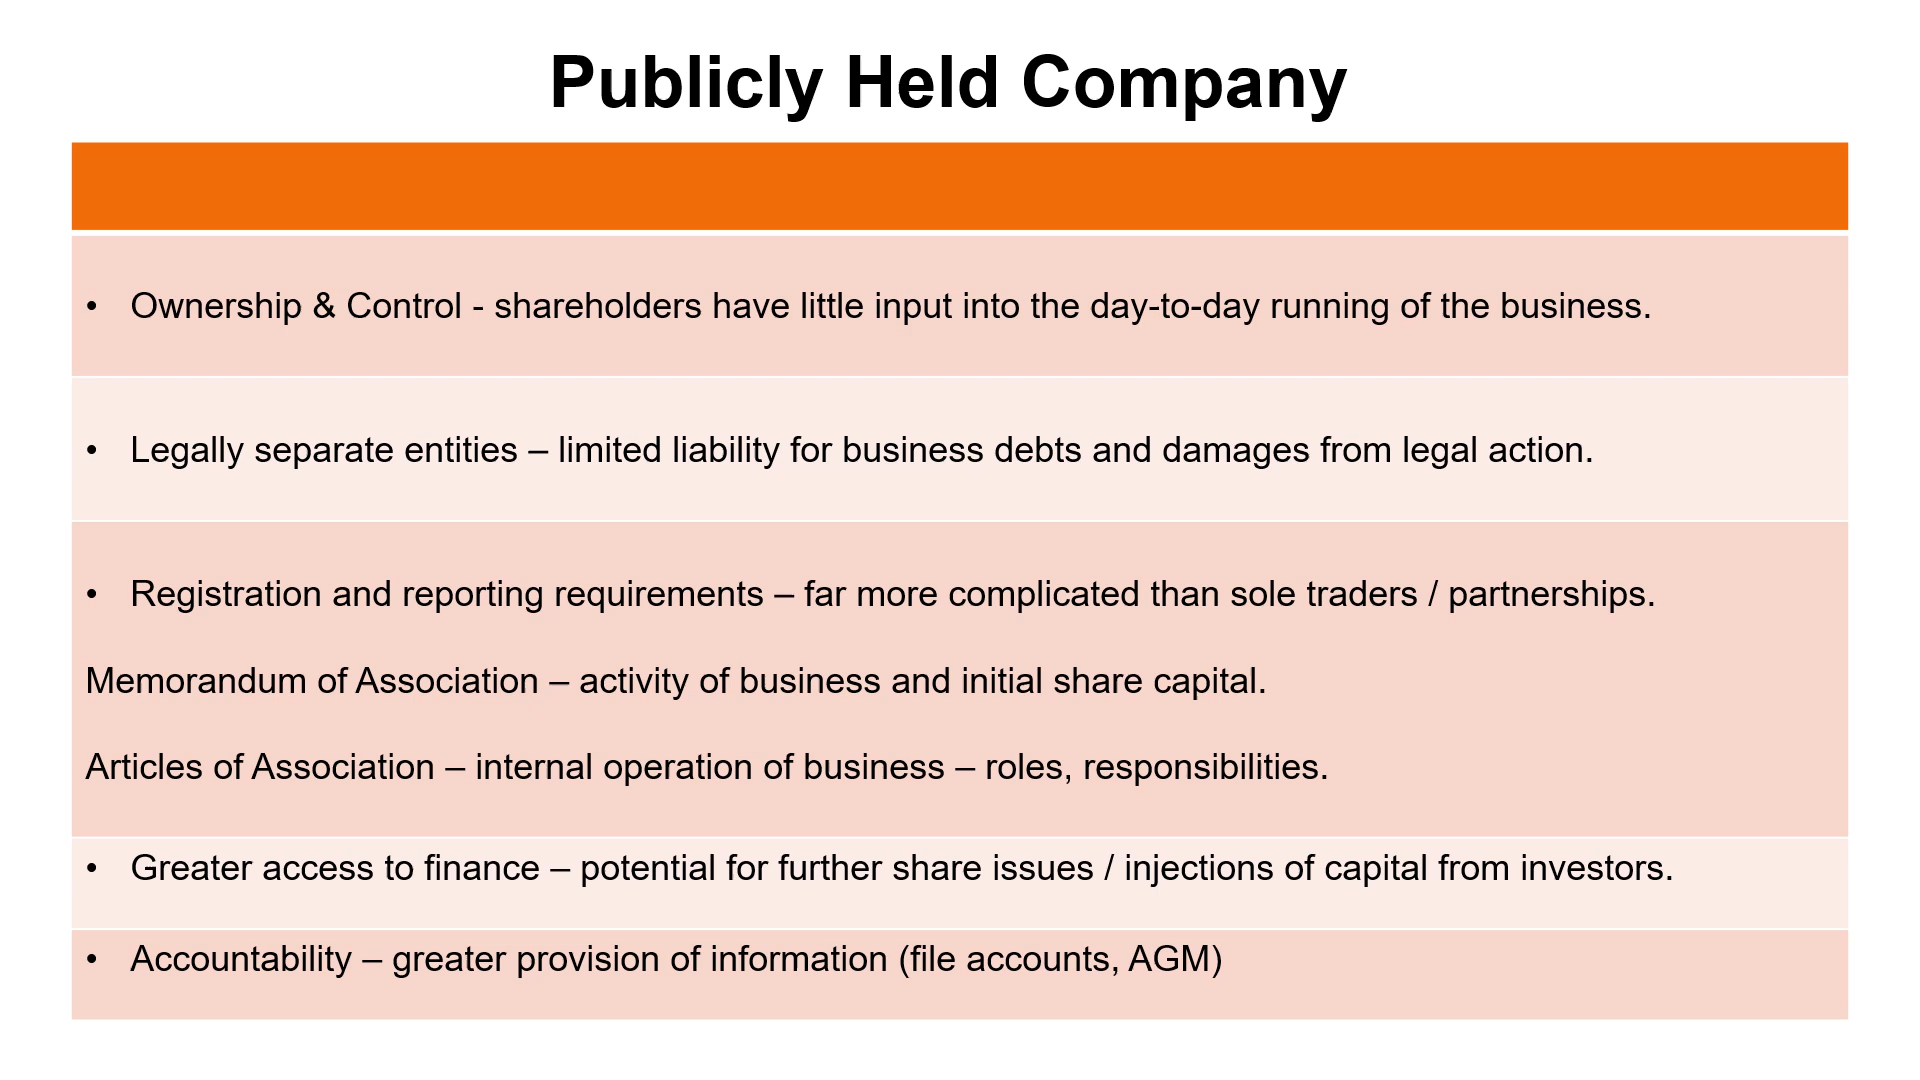 Publicly Held Company
• Ownership & Control - shareholders have little input into the day-to-day running of the business.
• Legally separate entities – limited liability for business debts and damages from legal action.
• Registration and reporting requirements – far more complicated than sole traders / partnerships.
Memorandum of Association – activity of business and initial share capital.
Articles of Association – internal operation of business – roles, responsibilities.
• Greater access to finance – potential for further share issues / injections of capital from investors.
• Accountability – greater provision of information (file accounts, AGM)